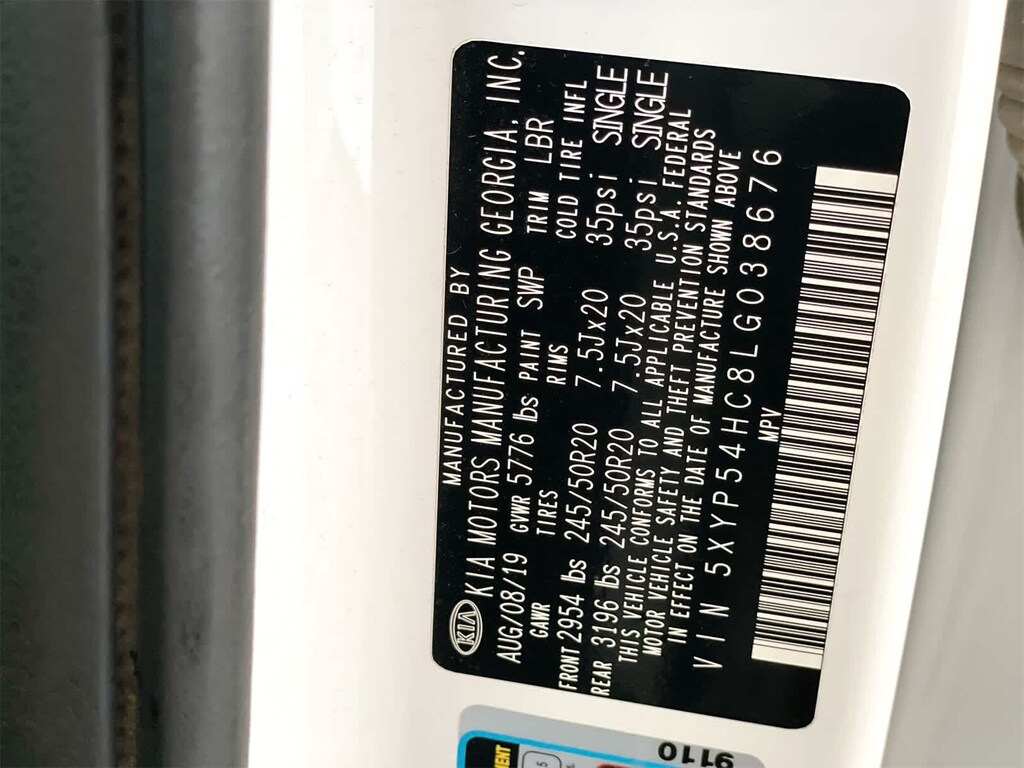 MANUFACTURED BY
KIA KIA MOTORS MANUFACTURING GEORGIA, INC.
AUG/08/19 GVWR 5776 lbs PAINT SWP TRIM LBR
GAWR TIRES RIMS COLD TIRE INFL
FRONT 2954 lbs 245/50R20 7.5Jx20 35psi SINGLE
REAR 3196 lbs 245/50R20 7.5Jx20 35psi SINGLE
THIS VEHICLE CONFORMS TO ALL APPLICABLE U.S.A. FEDERAL
MOTOR VEHICLE SAFETY AND THEFT PREVENTION STANDARDS
IN EFFECT ON THE DATE OF MANUFACTURE SHOWN ABOVE
VIN 5XYP54HC8LG038676
MPV
9110